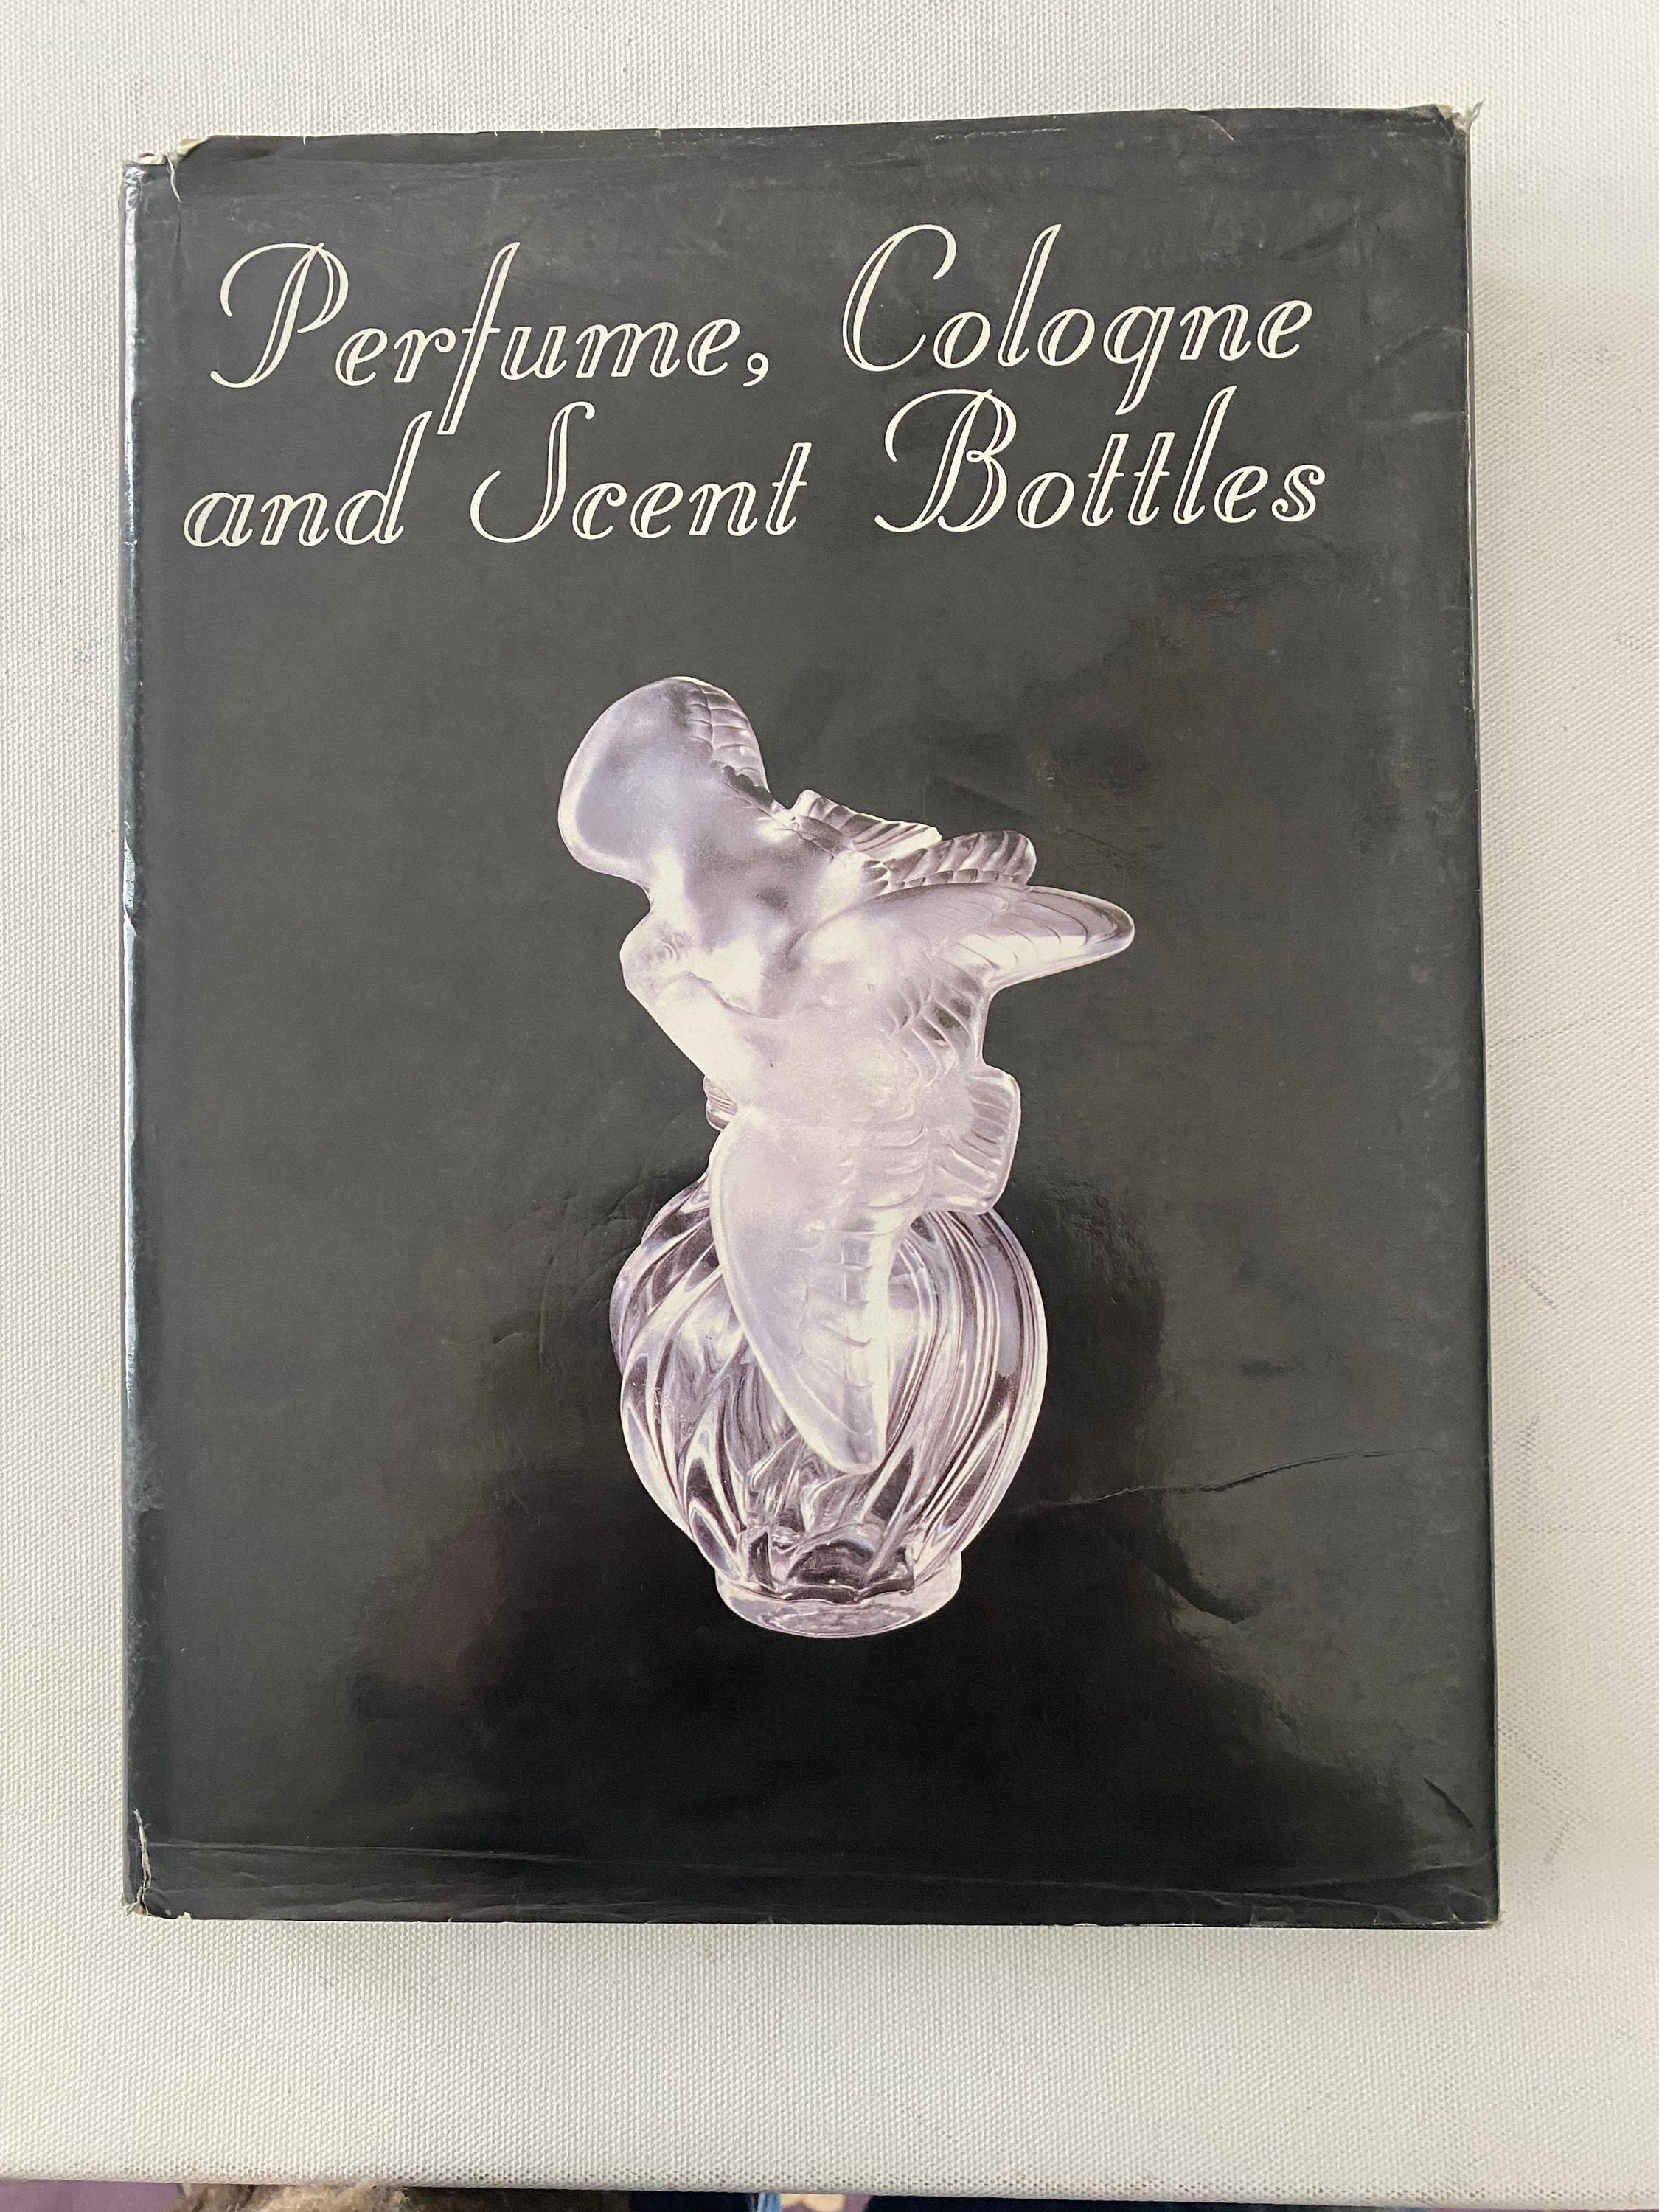 Perfume, Cologne
and Scent Bottles